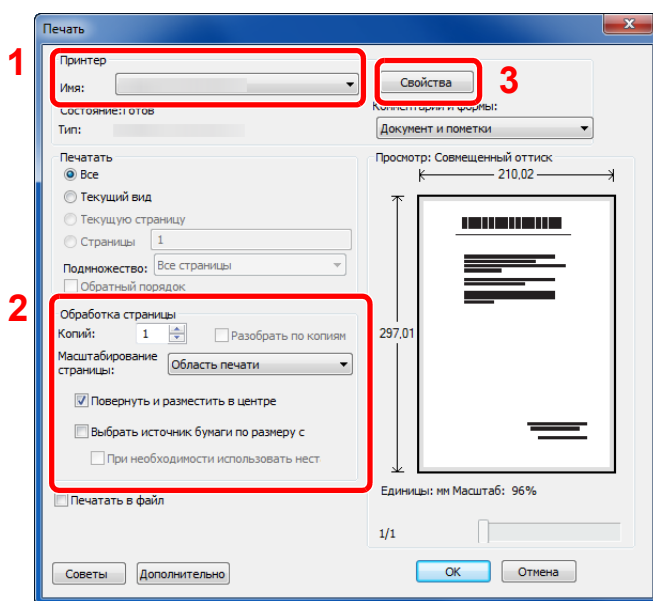 Печать
1
Принтер
Имя:
Свойства
3
Состояние:Готов
Комментарии и формы:
Тип:
Документ и пометки
Печатать
Все
Текущий вид
Текущую страницу
Страницы 1
Подмножество: Все страницы
Обратный порядок
Просмотр: Совмещенный оттиск
210,02
297,01
2
Обработка страницы
Копий: 1 Разобрать по копиям
Масштабирование
страницы: Область печати
Повернуть и разместить в центре
Выбрать источник бумаги по размеру с
При необходимости использовать нест
Печатать в файл
Единицы: мм Масштаб: 96%
1/1
Советы Дополнительно
OK Отмена